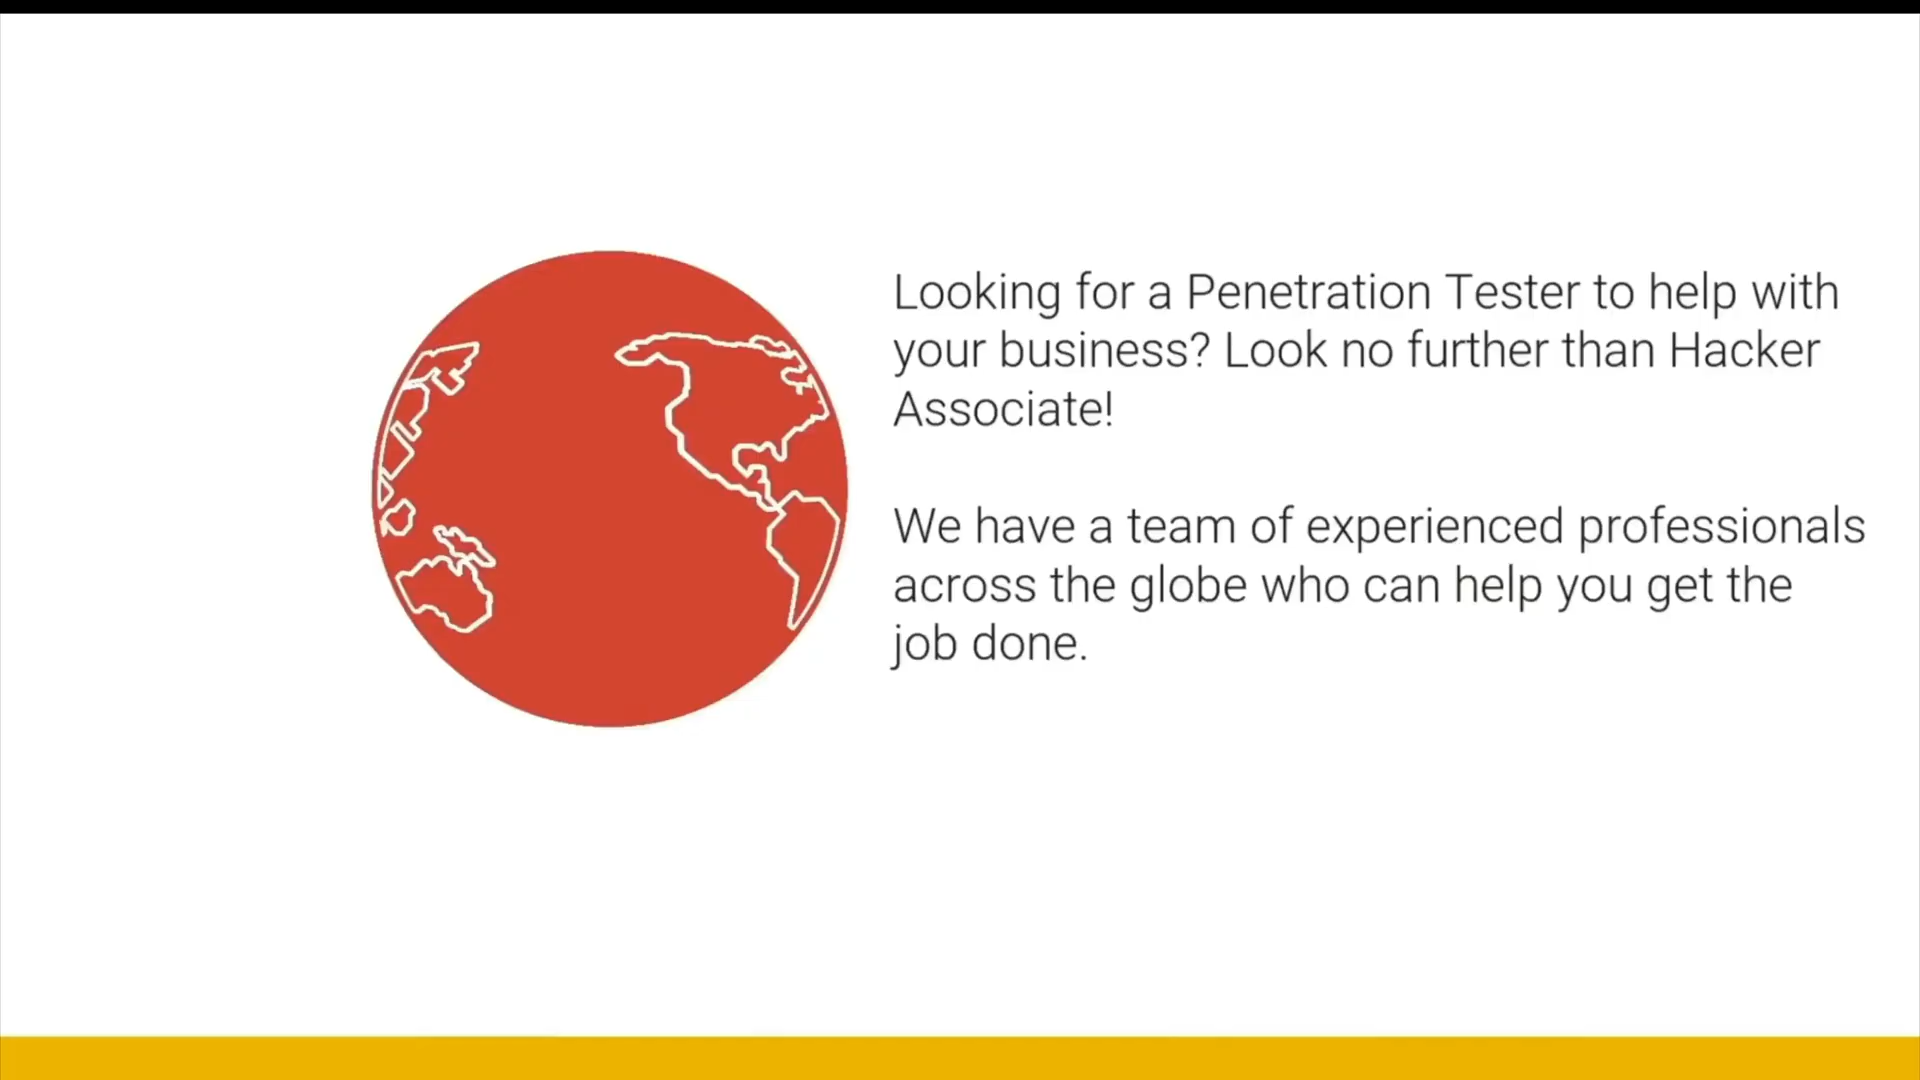 Looking for a Penetration Tester to help with
your business? Look no further than Hacker
Associate!
We have a team of experienced professionals
across the globe who can help you get the
job done.